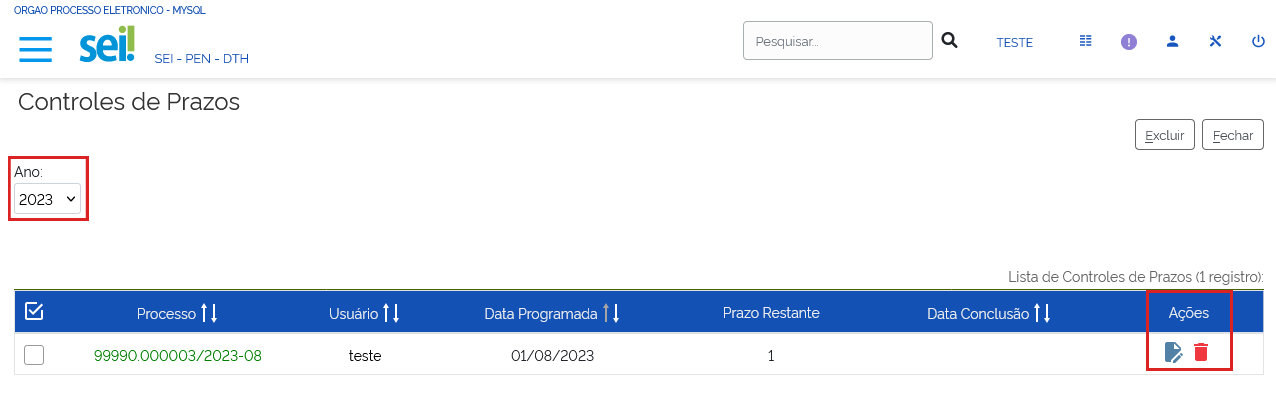 ORGAO PROCESSO ELETRONICO - MYSQL
sei!
SEI - PEN - DTH
Pesquisar...
TESTE
Controles de Prazos
Excluir Fechar
Ano:
2023
Lista de Controles de Prazos (1 registro):
Processo Usuário Data Programada Prazo Restante Data Conclusão Ações
99990.000003/2023-08 teste 01/08/2023 1